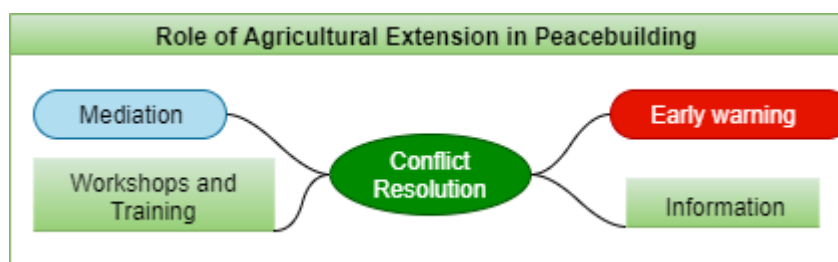 Role of Agricultural Extension in Peacebuilding
Mediation
Early warning
Conflict
Resolution
Workshops and
Training
Information